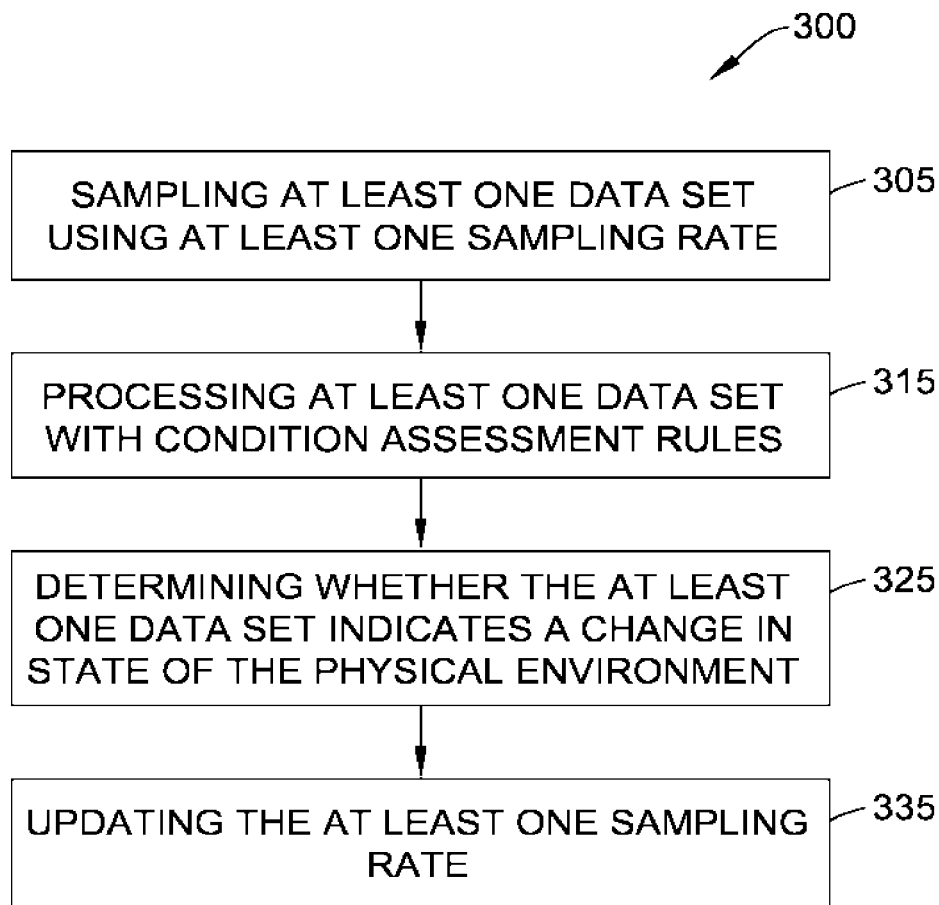 300
SAMPLING AT LEAST ONE DATA SET
USING AT LEAST ONE SAMPLING RATE
305
PROCESSING AT LEAST ONE DATA SET
WITH CONDITION ASSESSMENT RULES
315
DETERMINING WHETHER THE AT LEAST
ONE DATA SET INDICATES A CHANGE IN
STATE OF THE PHYSICAL ENVIRONMENT
325
UPDATING THE AT LEAST ONE SAMPLING
RATE
335